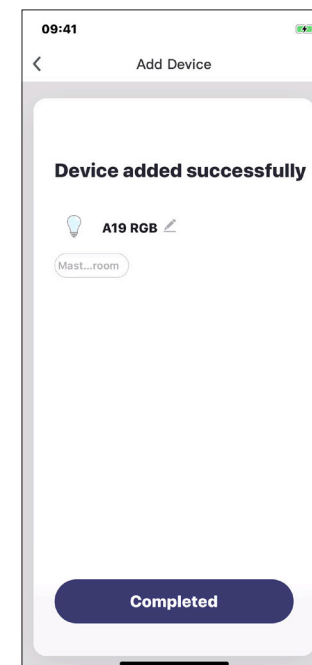 09:41
Add Device
Device added successfully
A19 RGB
Mast...room
Completed